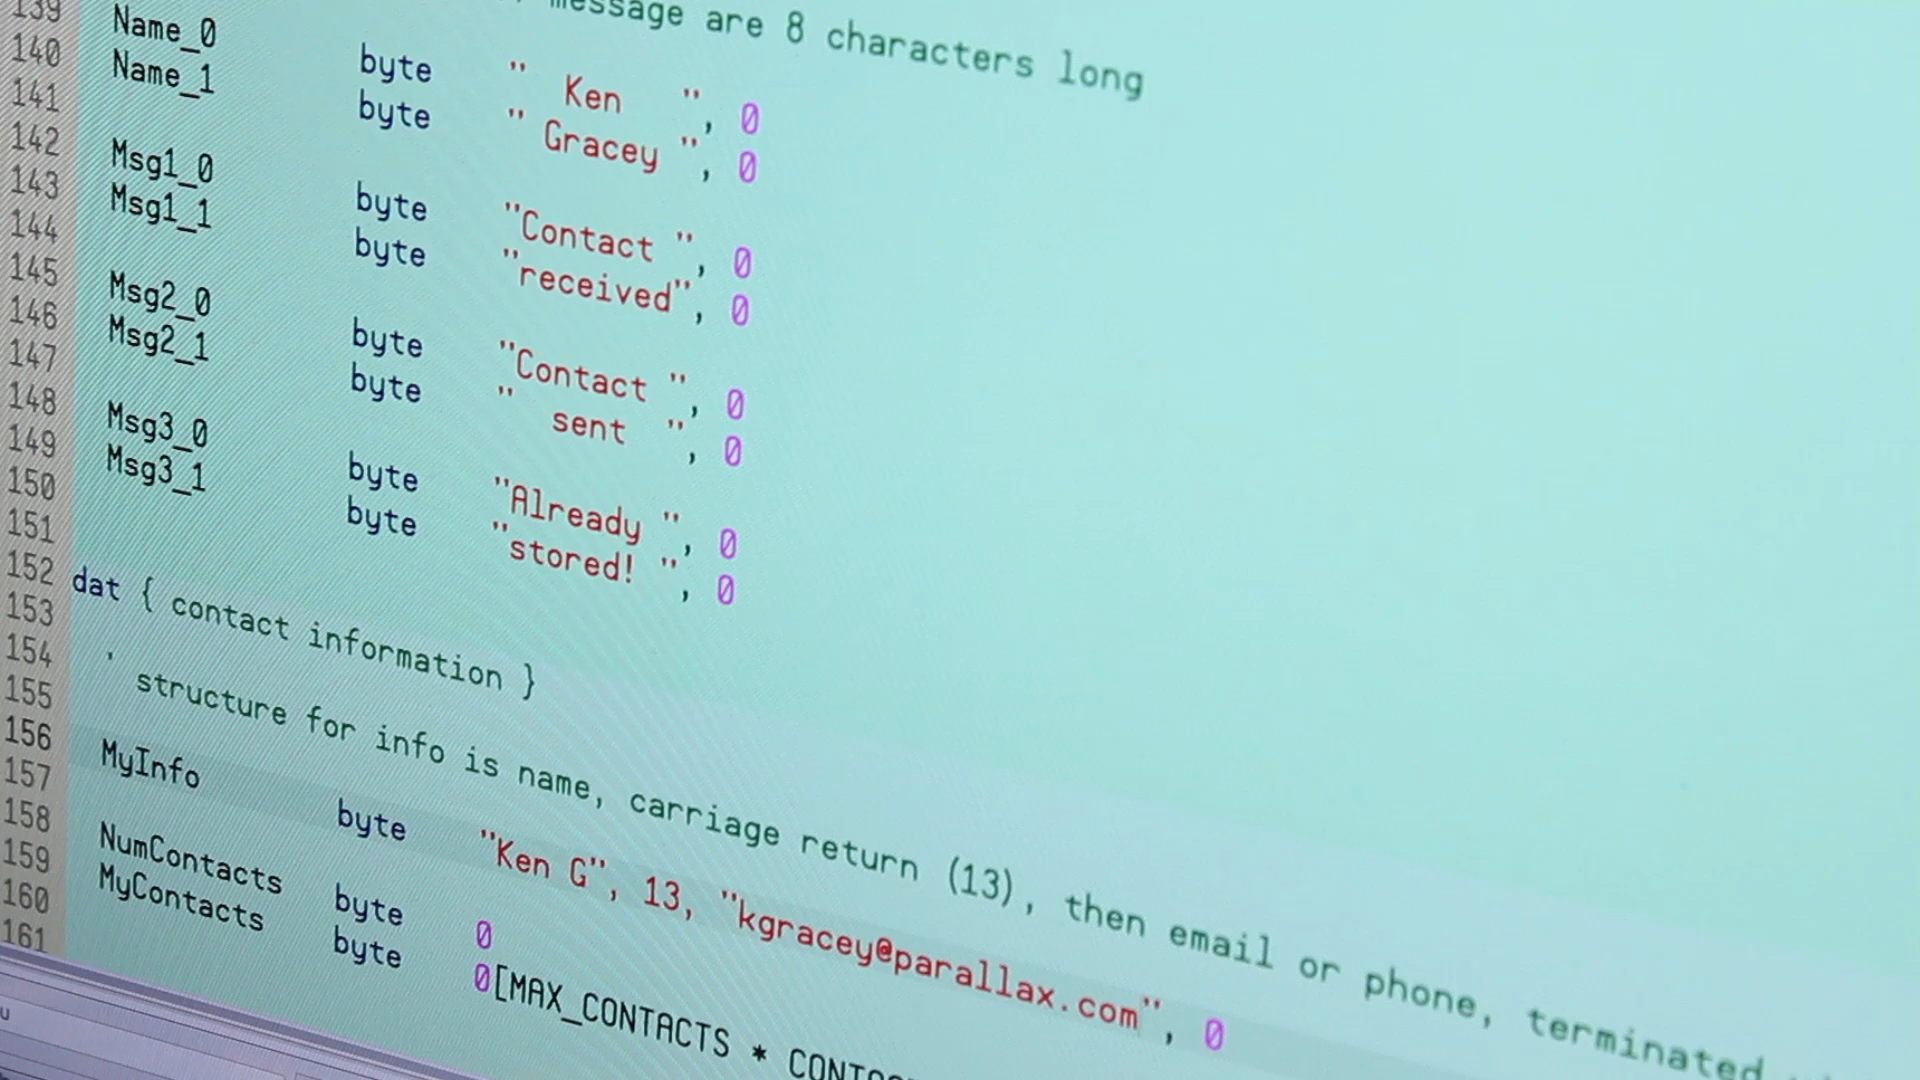 message are 8 characters long
139
140 Name_0 byte "  Ken   ", 0
141 Name_1 byte " Gracey ", 0
142
143 Msg1_0 byte "Contact ", 0
144 Msg1_1 byte "received", 0
145
146 Msg2_0 byte "Contact ", 0
147 Msg2_1 byte "  sent  ", 0
148
149 Msg3_0 byte "Already ", 0
150 Msg3_1 byte "stored! ", 0
151
152
153 dat { contact information }
154 '
155 structure for info is name, carriage return (13), then email or phone, terminated
156
157 MyInfo byte "Ken G", 13, "kgracey@parallax.com", 0
158
159 NumContacts byte 0
160 MyContacts byte 0[MAX_CONTACTS *
161